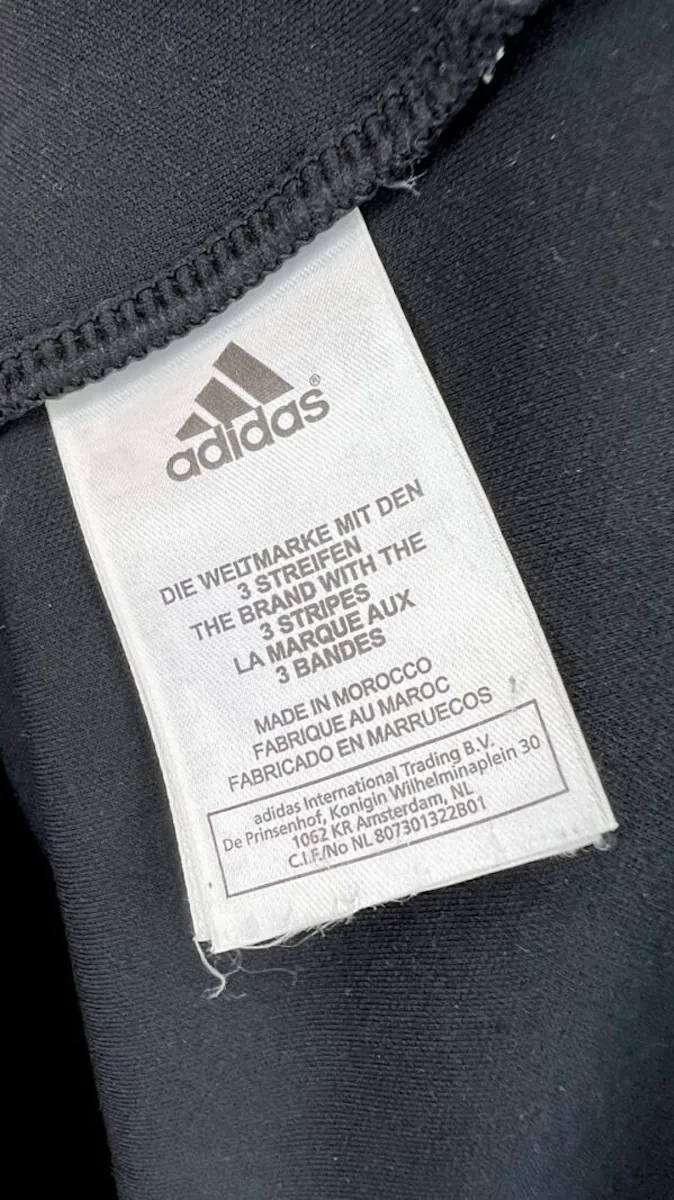 adidas®
DIE WELTMARKE MIT DEN
3 STREIFEN
THE BRAND WITH THE
3 STRIPES
LA MARQUE AUX
3 BANDES
MADE IN MOROCCO
FABRIQUE AU MAROC
FABRICADO EN MARRUECOS
adidas International Trading B.V.
De Prinsenhof, Konigin Wilhelminaplein 30
1062 KR Amsterdam, NL
C.I.F./No NL 807301322B01